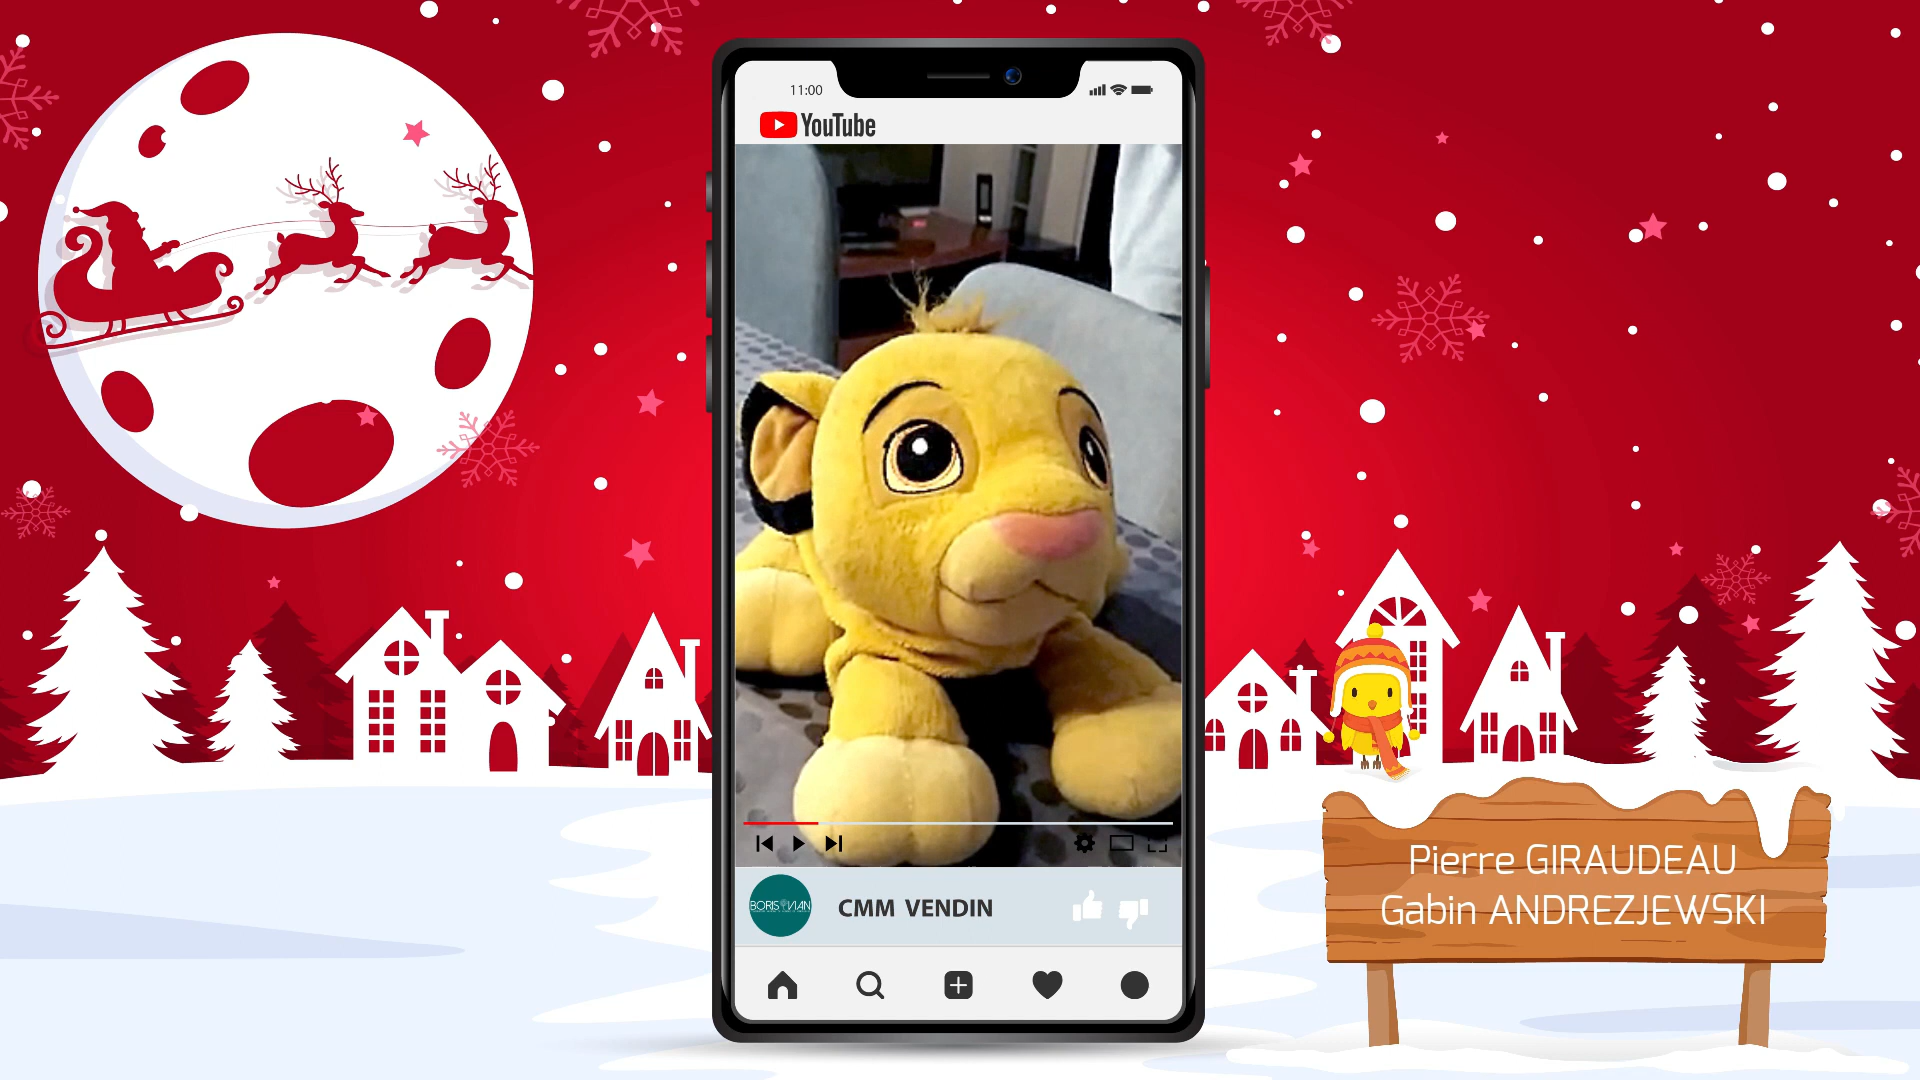 11:00
YouTube
BORIS VIAN
CMM VENDIN
Pierre GIRAUDEAU
Gabin ANDREZJEWSKI